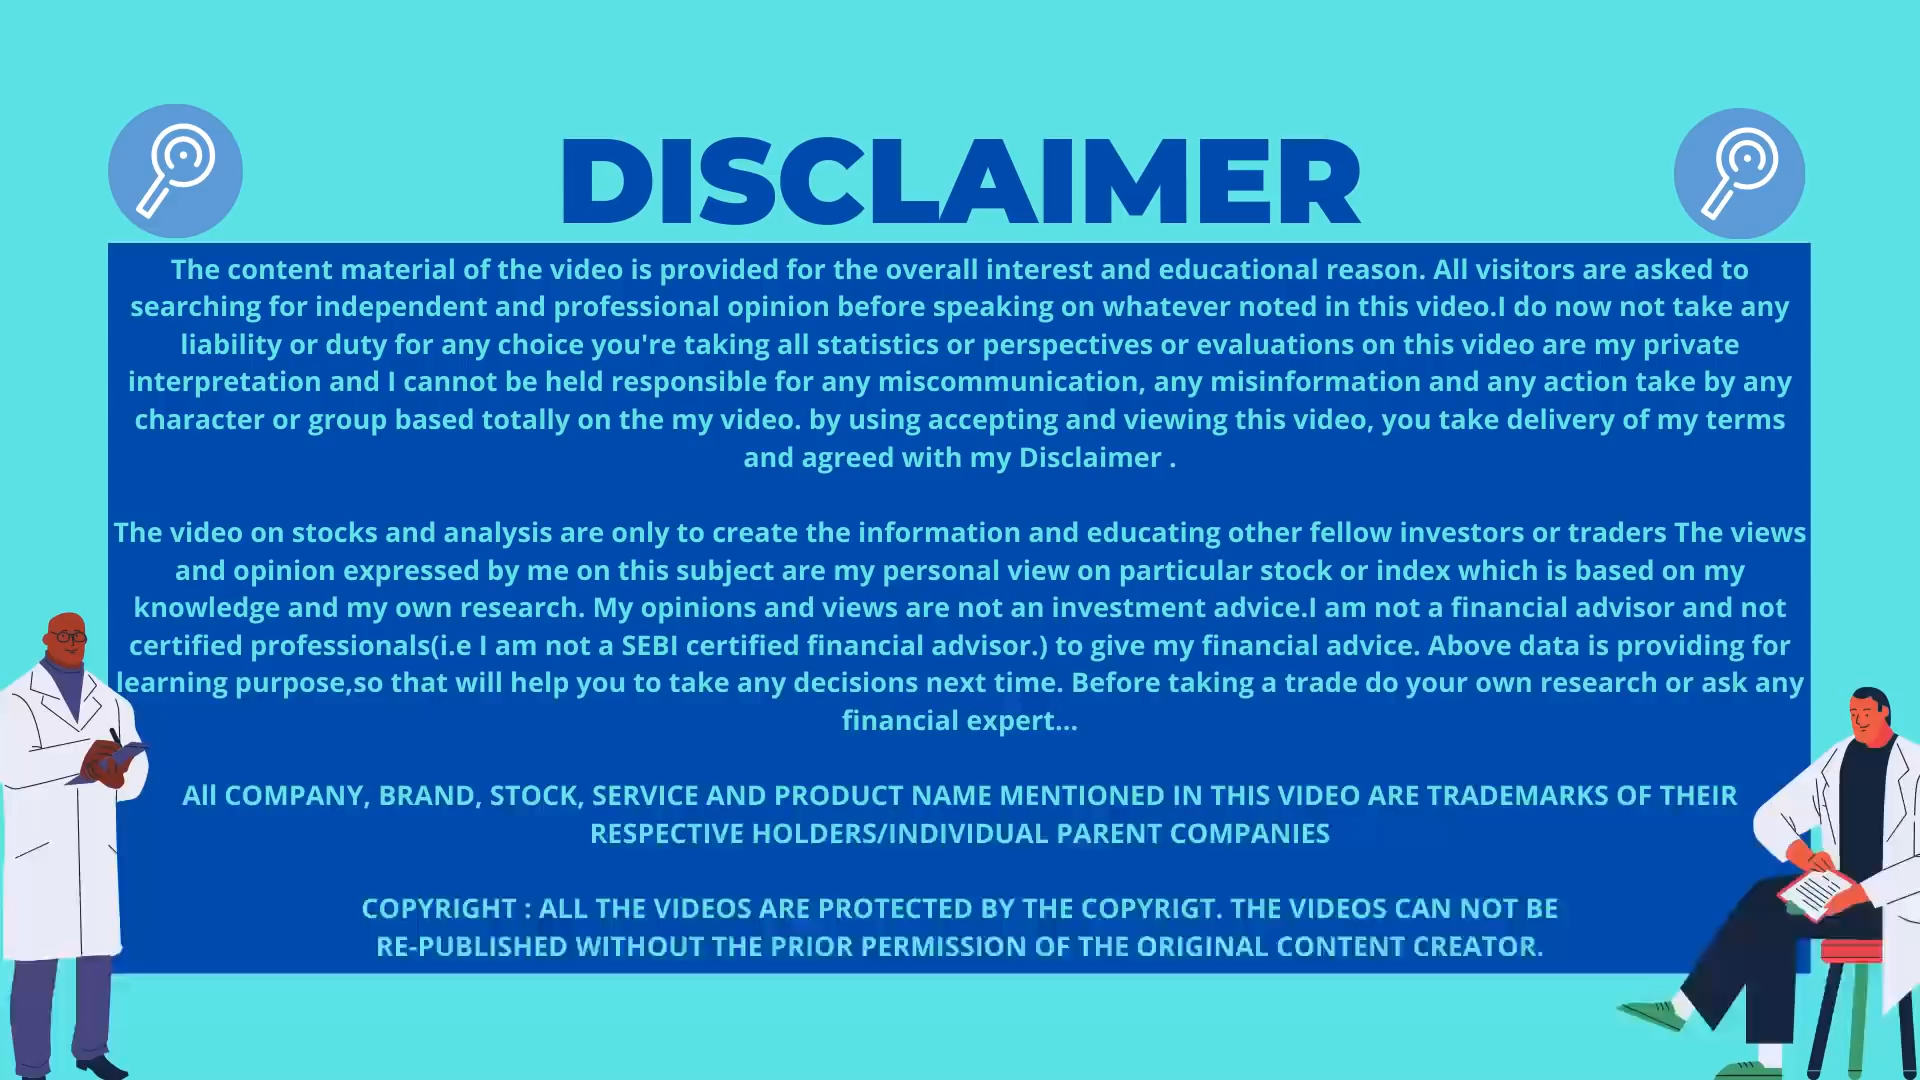 DISCLAIMER
The content material of the video is provided for the overall interest and educational reason. All visitors are asked to
searching for independent and professional opinion before speaking on whatever noted in this video.I do now not take any
liability or duty for any choice you're taking all statistics or perspectives or evaluations on this video are my private
interpretation and I cannot be held responsible for any miscommunication, any misinformation and any action take by any
character or group based totally on the my video. by using accepting and viewing this video, you take delivery of my terms
and agreed with my Disclaimer .
The video on stocks and analysis are only to create the information and educating other fellow investors or traders The views
and opinion expressed by me on this subject are my personal view on particular stock or index which is based on my
knowledge and my own research. My opinions and views are not an investment advice.I am not a financial advisor and not
certified professionals(i.e I am not a SEBI certified financial advisor.) to give my financial advice. Above data is providing for
learning purpose,so that will help you to take any decisions next time. Before taking a trade do your own research or ask any
financial expert...
All COMPANY, BRAND, STOCK, SERVICE AND PRODUCT NAME MENTIONED IN THIS VIDEO ARE TRADEMARKS OF THEIR
RESPECTIVE HOLDERS/INDIVIDUAL PARENT COMPANIES
COPYRIGHT : ALL THE VIDEOS ARE PROTECTED BY THE COPYRIGT. THE VIDEOS CAN NOT BE
RE-PUBLISHED WITHOUT THE PRIOR PERMISSION OF THE ORIGINAL CONTENT CREATOR.